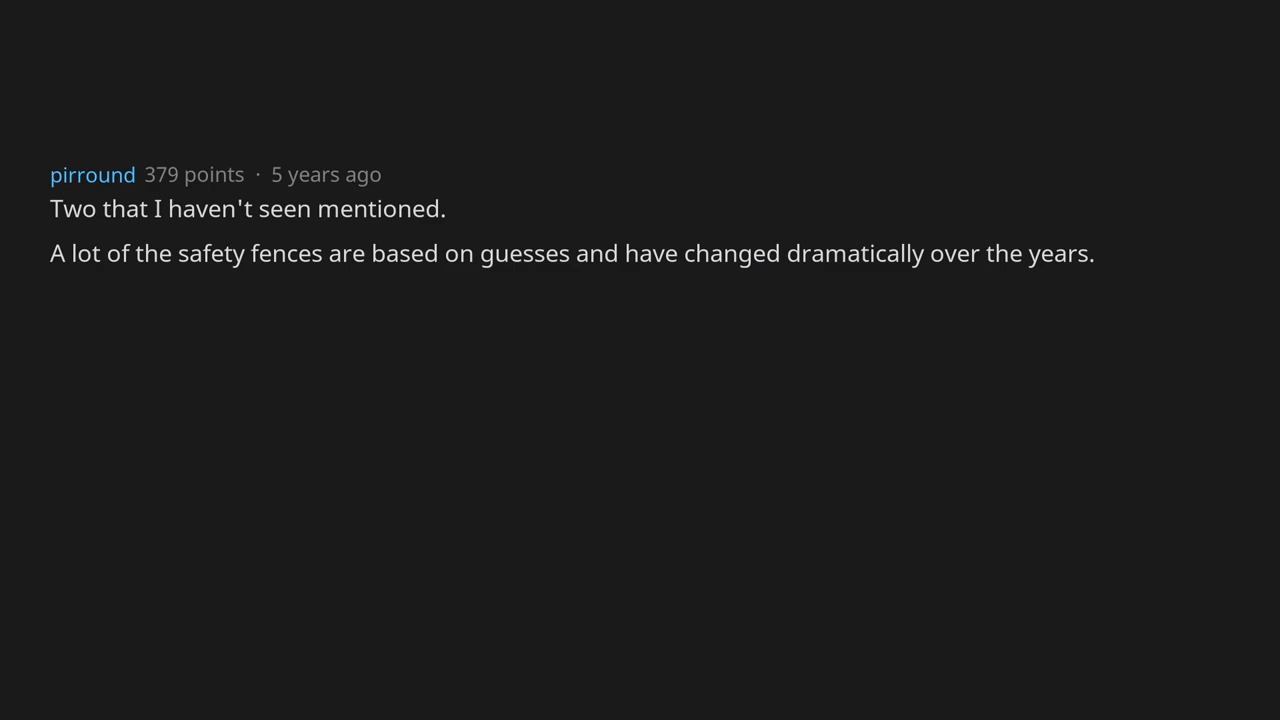 pirround 379 points · 5 years ago
Two that I haven't seen mentioned.
A lot of the safety fences are based on guesses and have changed dramatically over the years.